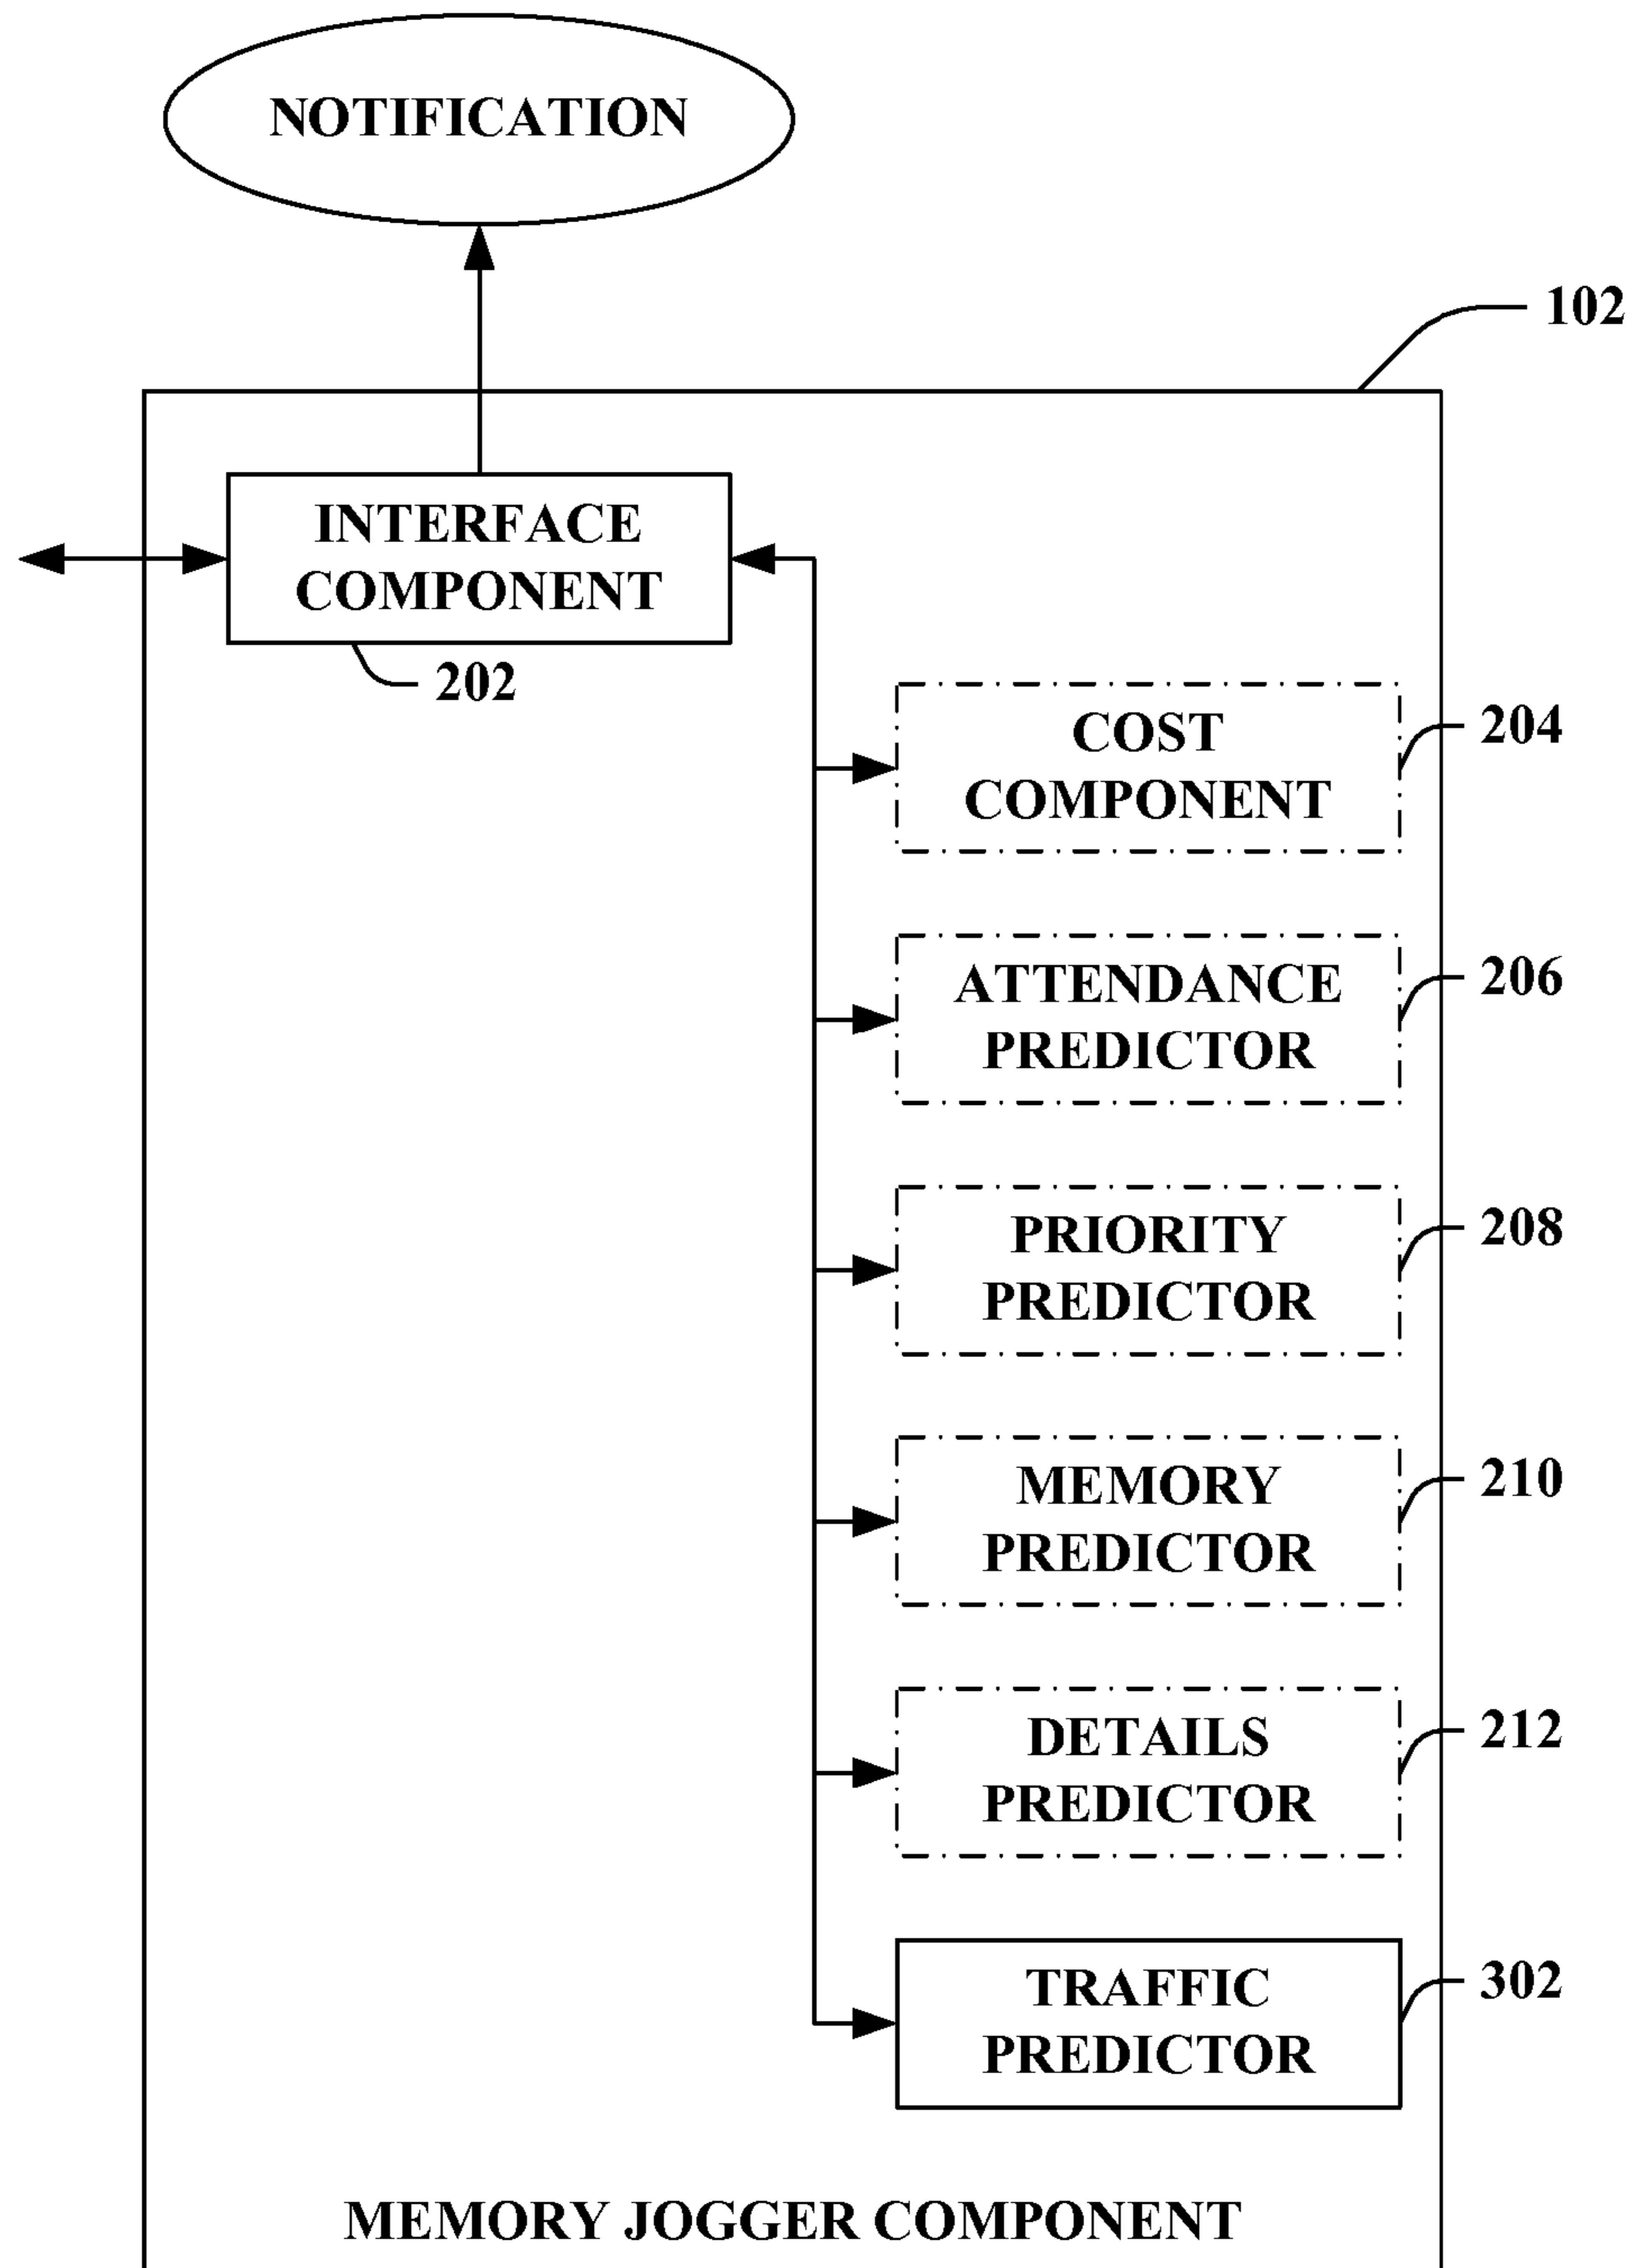 NOTIFICATION
102
INTERFACE
COMPONENT
202
COST
COMPONENT
204
ATTENDANCE
PREDICTOR
206
PRIORITY
PREDICTOR
208
MEMORY
PREDICTOR
210
DETAILS
PREDICTOR
212
TRAFFIC
PREDICTOR
302
MEMORY JOGGER COMPONENT